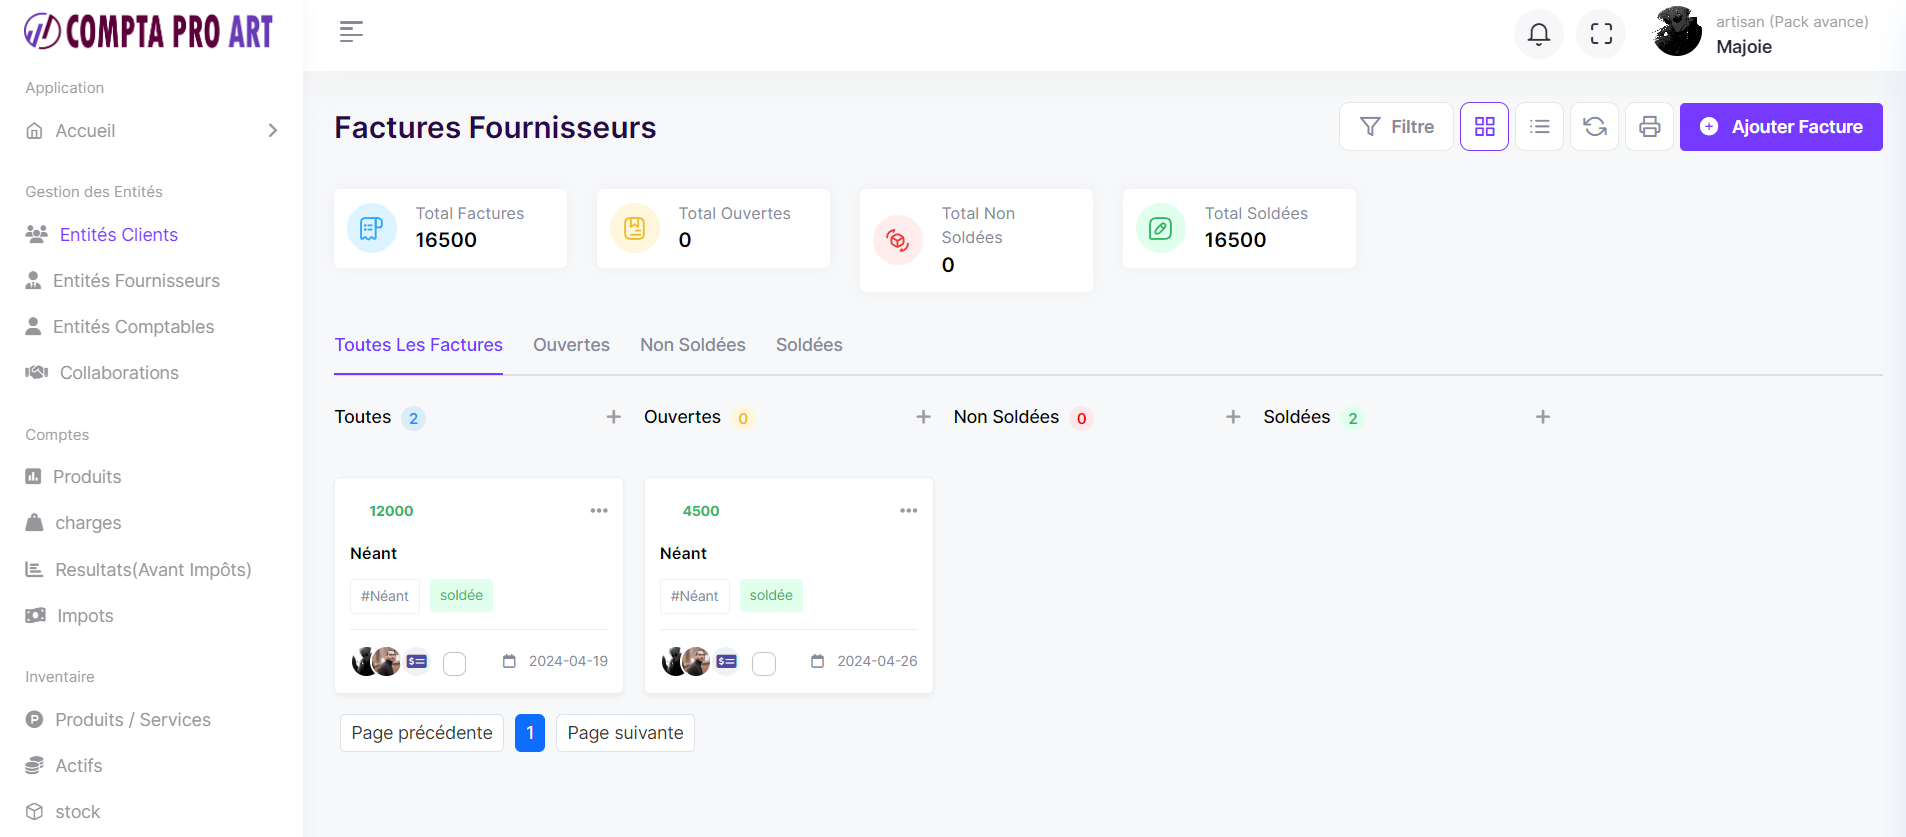 COMPTA PRO ART
artisan (Pack avance)
Majoie
Application
Accueil
Gestion des Entités
Entités Clients
Entités Fournisseurs
Entités Comptables
Collaborations
Comptes
Produits
charges
Resultats(Avant Impôts)
Impots
Inventaire
Produits / Services
Actifs
stock
Factures Fournisseurs
Filtre
Ajouter Facture
Total Factures
16500
Total Ouvertes
0
Total Non
Soldées
0
Total Soldées
16500
Toutes Les Factures Ouvertes Non Soldées Soldées
Toutes 2 + Ouvertes 0 + Non Soldées 0 + Soldées 2 +
12000
Néant
#Néant soldée
2024-04-19
4500
Néant
#Néant soldée
2024-04-26
Page précédente 1 Page suivante